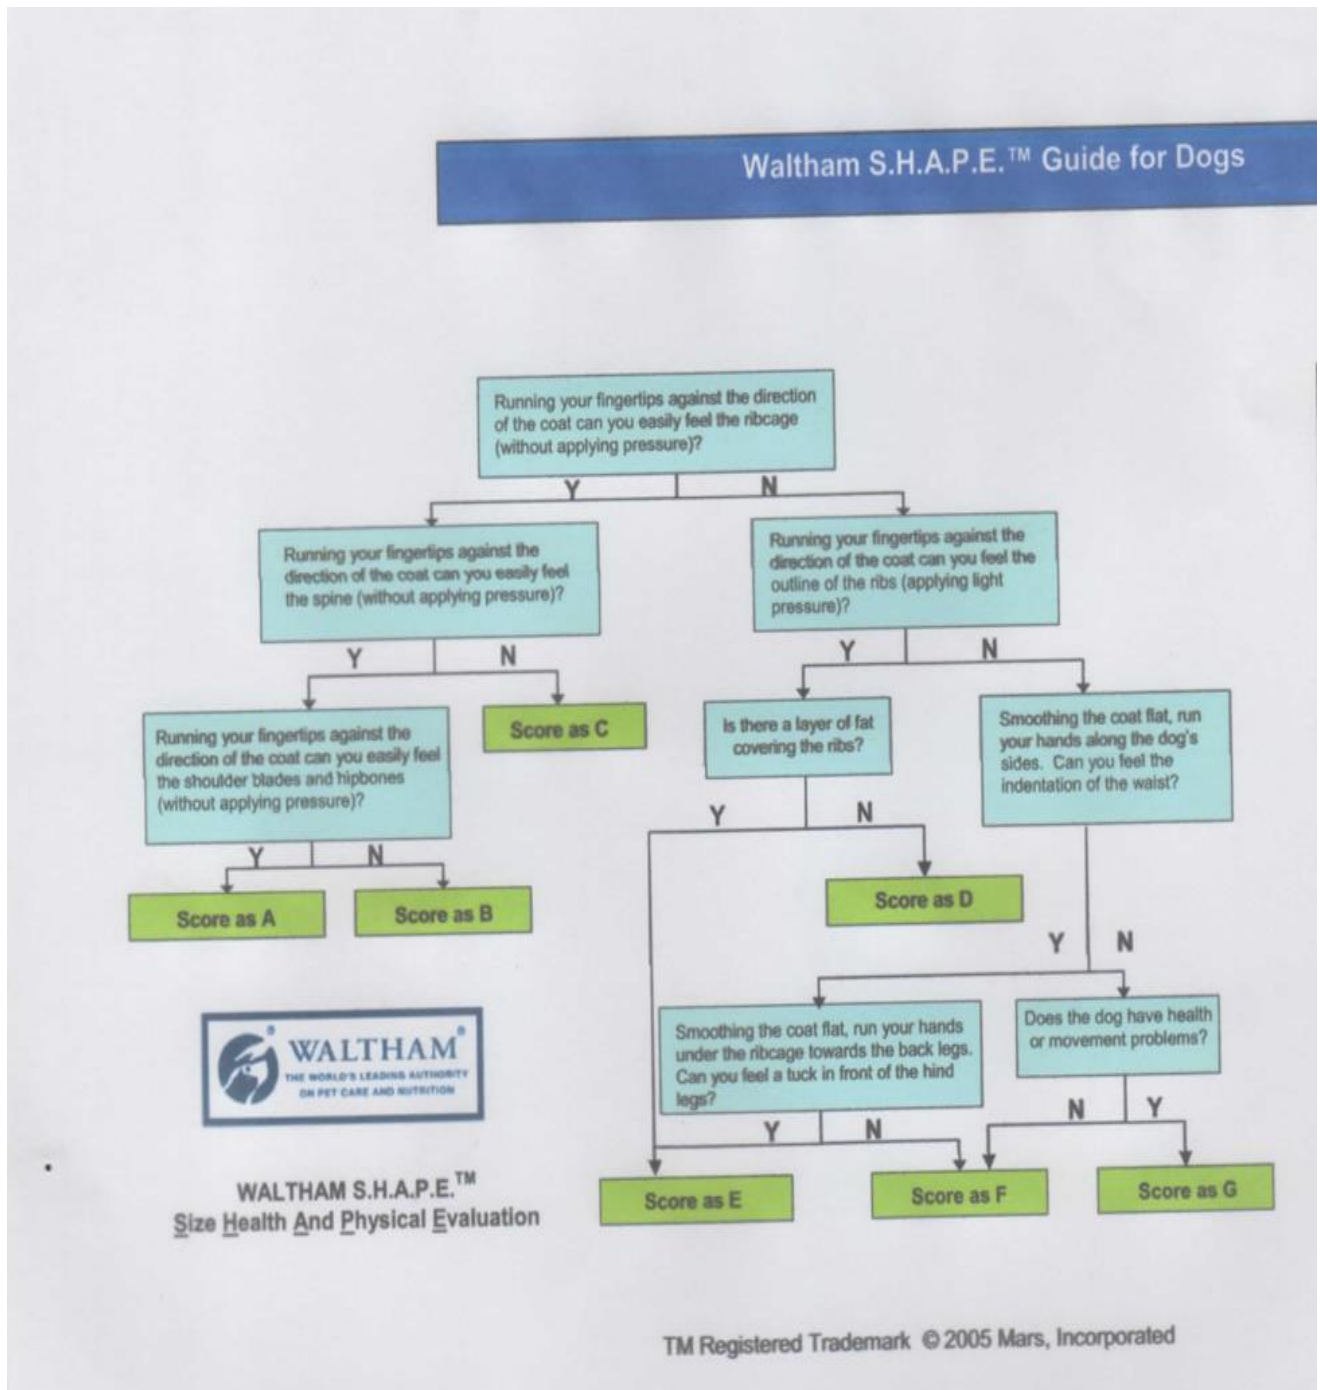 Waltham S.H.A.P.E.™ Guide for Dogs
Running your fingertips against the direction
of the coat can you easily feel the ribcage
(without applying pressure)?
Y
N
Running your fingertips against the
direction of the coat can you easily feel
the spine (without applying pressure)?
Running your fingertips against the
direction of the coat can you feel the
outline of the ribs (applying light
pressure)?
Y
N
Y
N
Running your fingertips against the
direction of the coat can you easily feel
the shoulder blades and hipbones
(without applying pressure)?
Score as C
Is there a layer of fat
covering the ribs?
Smoothing the coat flat, run
your hands along the dog's
sides. Can you feel the
indentation of the waist?
Y
N
Y
N
Score as A
Score as B
Score as D
Y
N
Smoothing the coat flat, run your hands
under the ribcage towards the back legs.
Can you feel a tuck in front of the hind
legs?
Does the dog have health
or movement problems?
Y
N
N
Y
Score as E
Score as F
Score as G
WALTHAM®
THE WORLD'S LEADING AUTHORITY
ON PET CARE AND NUTRITION
WALTHAM S.H.A.P.E.™
Size Health And Physical Evaluation
TM Registered Trademark © 2005 Mars, Incorporated